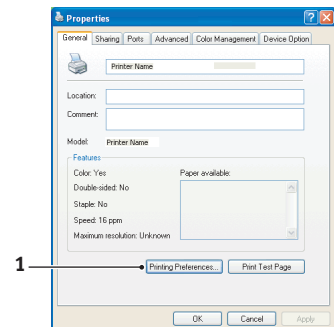 Properties
General Sharing Ports Advanced Color Management Device Option
Printer Name
Location:
Comment:
Model: Printer Name
Features
Color: Yes Paper available:
Double-sided: No
Staple: No
Speed: 16 ppm
Maximum resolution: Unknown
1 Printing Preferences... Print Test Page
OK Cancel Apply